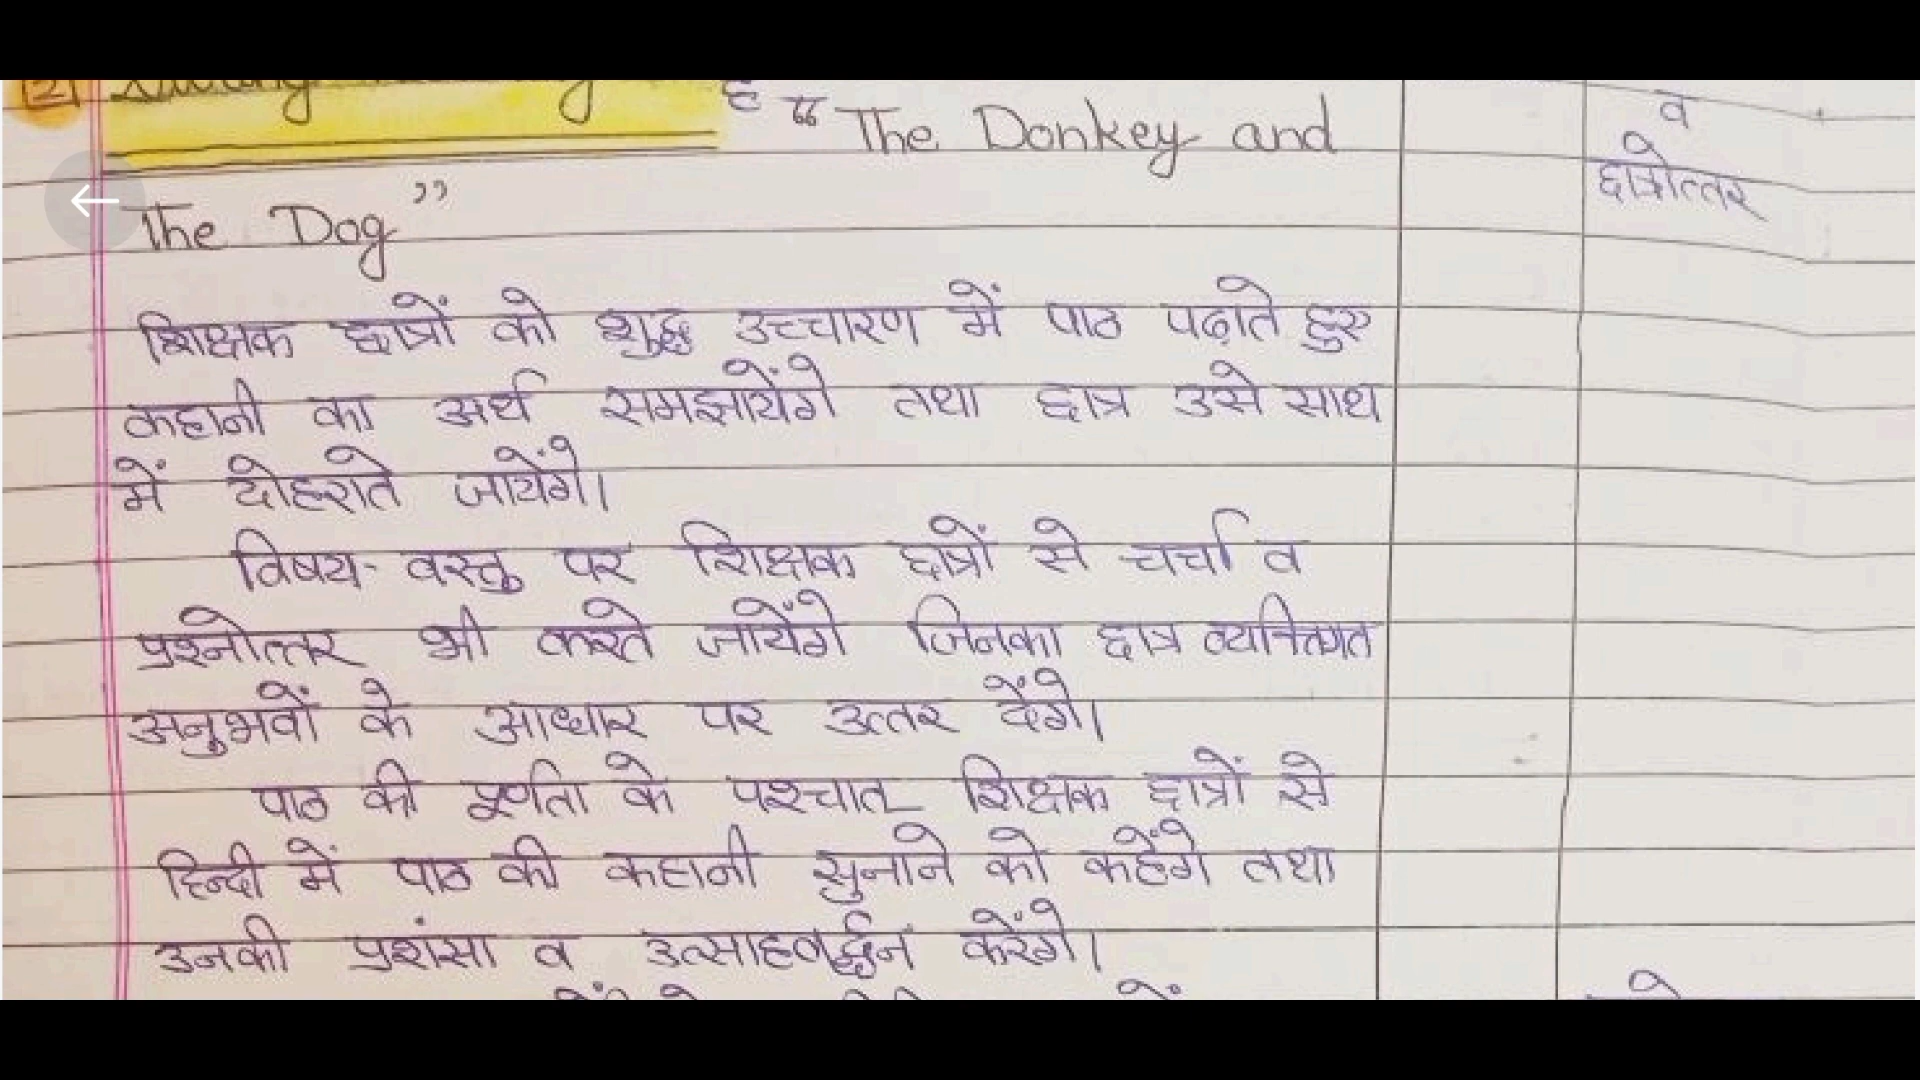 "The Donkey and
The Dog"
व
छात्रोत्तर
शिक्षक छात्रों को शुद्ध उच्चारण में पाठ पढ़ाते हुए
कहानी का अर्थ समझायेंगे तथा छात्र उसे साथ
में दोहराते जायेंगे।
विषय-वस्तु पर शिक्षक छात्रों से चर्चा व
प्रश्नोत्तर भी करते जायेंगे जिनका छात्र व्यक्तिगत
अनुभवों के आधार पर उत्तर देंगे।
पाठ की पूर्णता के पश्चात् शिक्षक छात्रों से
हिन्दी में पाठ की कहानी सुनाने को कहेंगे तथा
उनकी प्रशंसा व उत्साहवर्द्धन करेंगे।